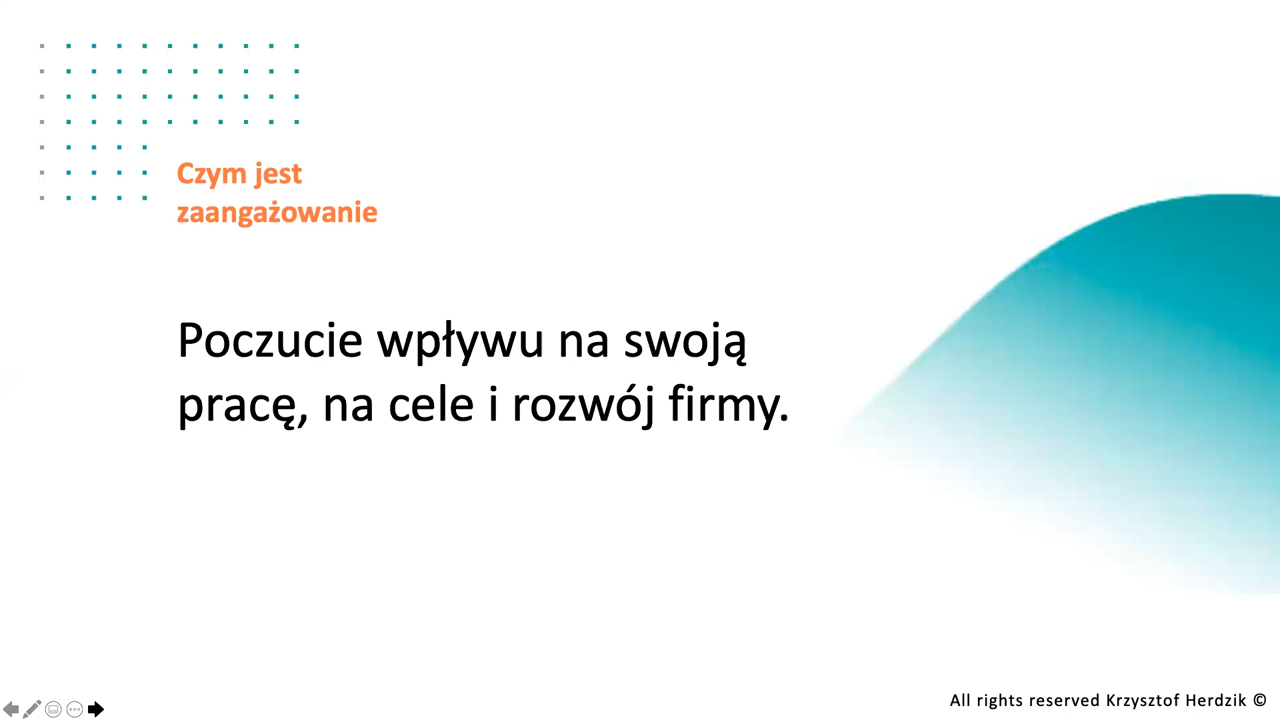 Czym jest
zaangażowanie
Poczucie wpływu na swoją
pracę, na cele i rozwój firmy.
All rights reserved Krzysztof Herdzik ©